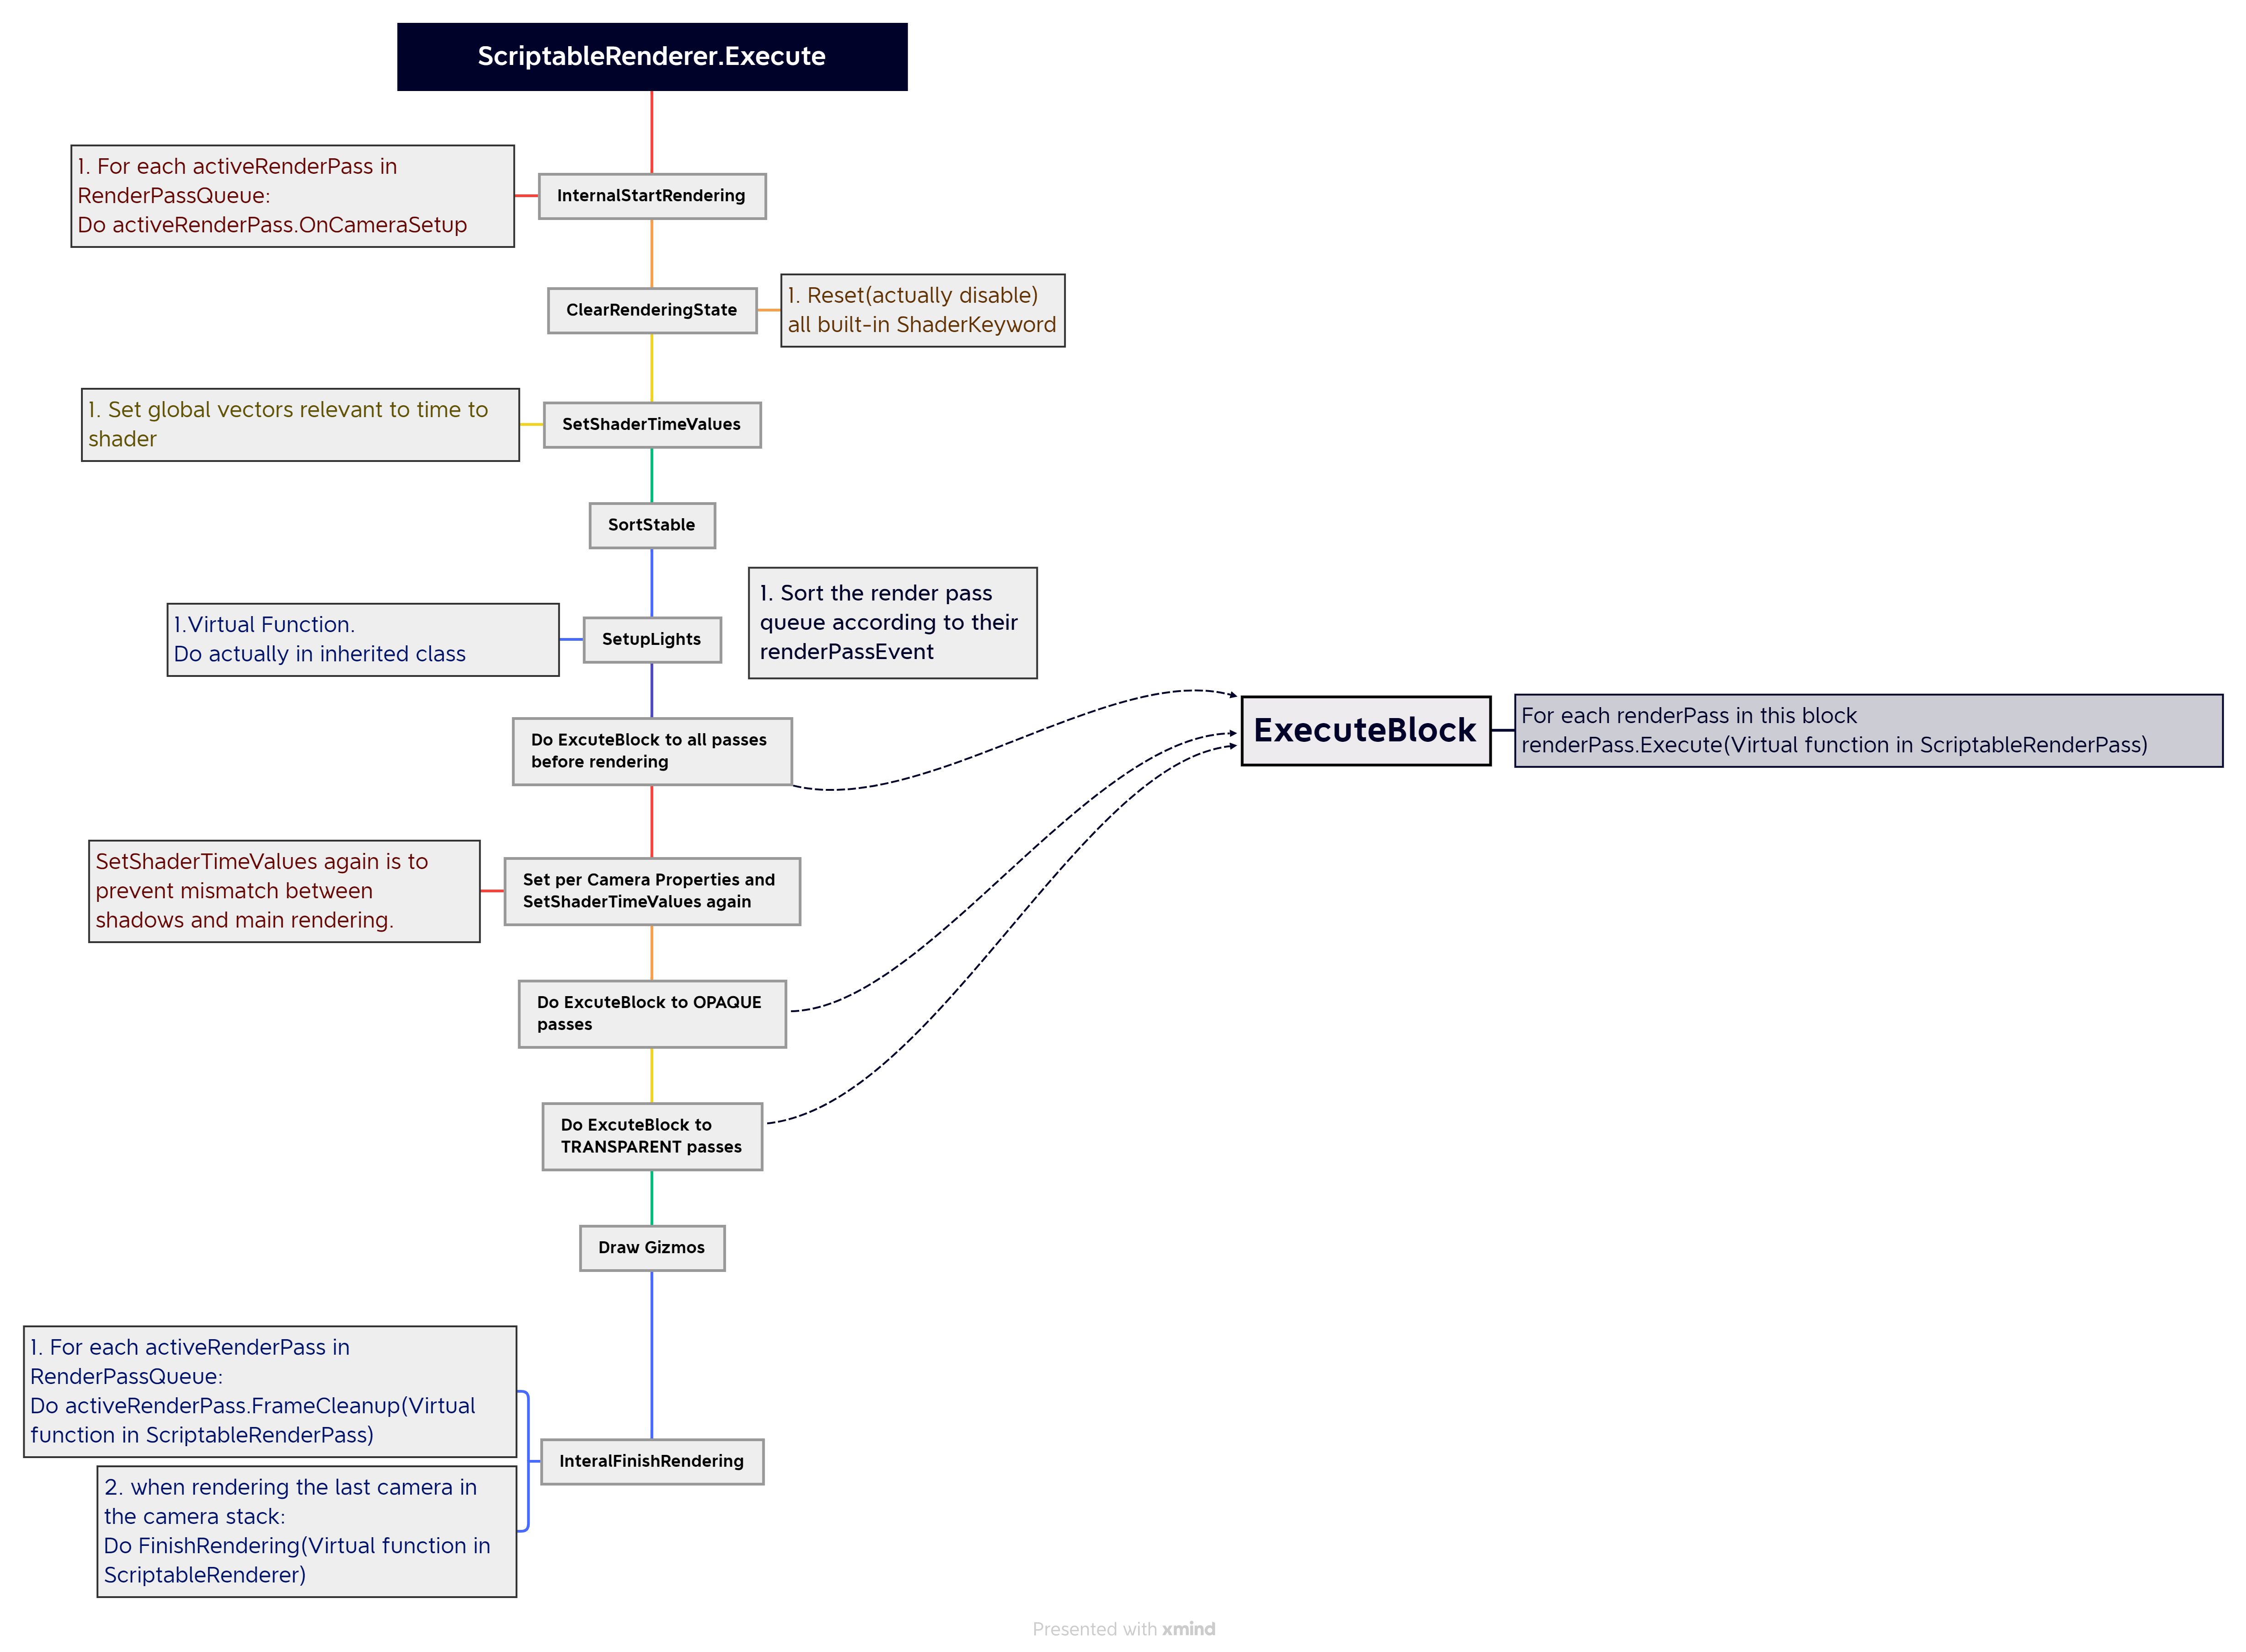 ScriptableRenderer.Execute
1. For each activeRenderPass in
RenderPassQueue:
Do activeRenderPass.OnCameraSetup
InternalStartRendering
ClearRenderingState
1. Reset(actually disable)
all built-in ShaderKeyword
1. Set global vectors relevant to time to
shader
SetShaderTimeValues
SortStable
1. Sort the render pass
queue according to their
renderPassEvent
1.Virtual Function.
Do actually in inherited class
SetupLights
Do ExcuteBlock to all passes
before rendering
ExecuteBlock
For each renderPass in this block
renderPass.Execute(Virtual function in ScriptableRenderPass)
SetShaderTimeValues again is to
prevent mismatch between
shadows and main rendering.
Set per Camera Properties and
SetShaderTimeValues again
Do ExcuteBlock to OPAQUE
passes
Do ExcuteBlock to
TRANSPARENT passes
Draw Gizmos
1. For each activeRenderPass in
RenderPassQueue:
Do activeRenderPass.FrameCleanup(Virtual
function in ScriptableRenderPass)
InteralFinishRendering
2. when rendering the last camera in
the camera stack:
Do FinishRendering(Virtual function in
ScriptableRenderer)
Presented with xmind